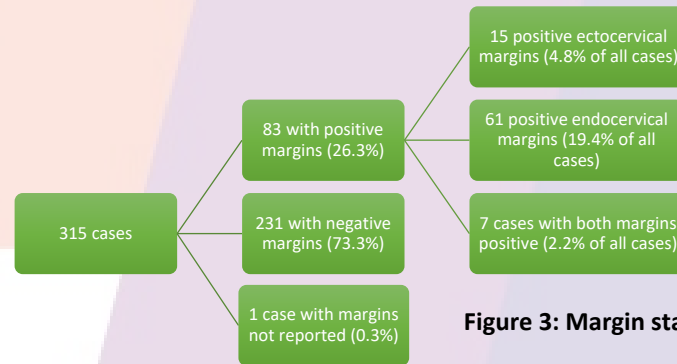 315 cases
83 with positive
margins (26.3%)
231 with negative
margins (73.3%)
1 case with margins
not reported (0.3%)
15 positive ectocervical
margins (4.8% of all cases)
61 positive endocervical
margins (19.4% of all
cases)
7 cases with both margins
positive (2.2% of all cases)
Figure 3: Margin